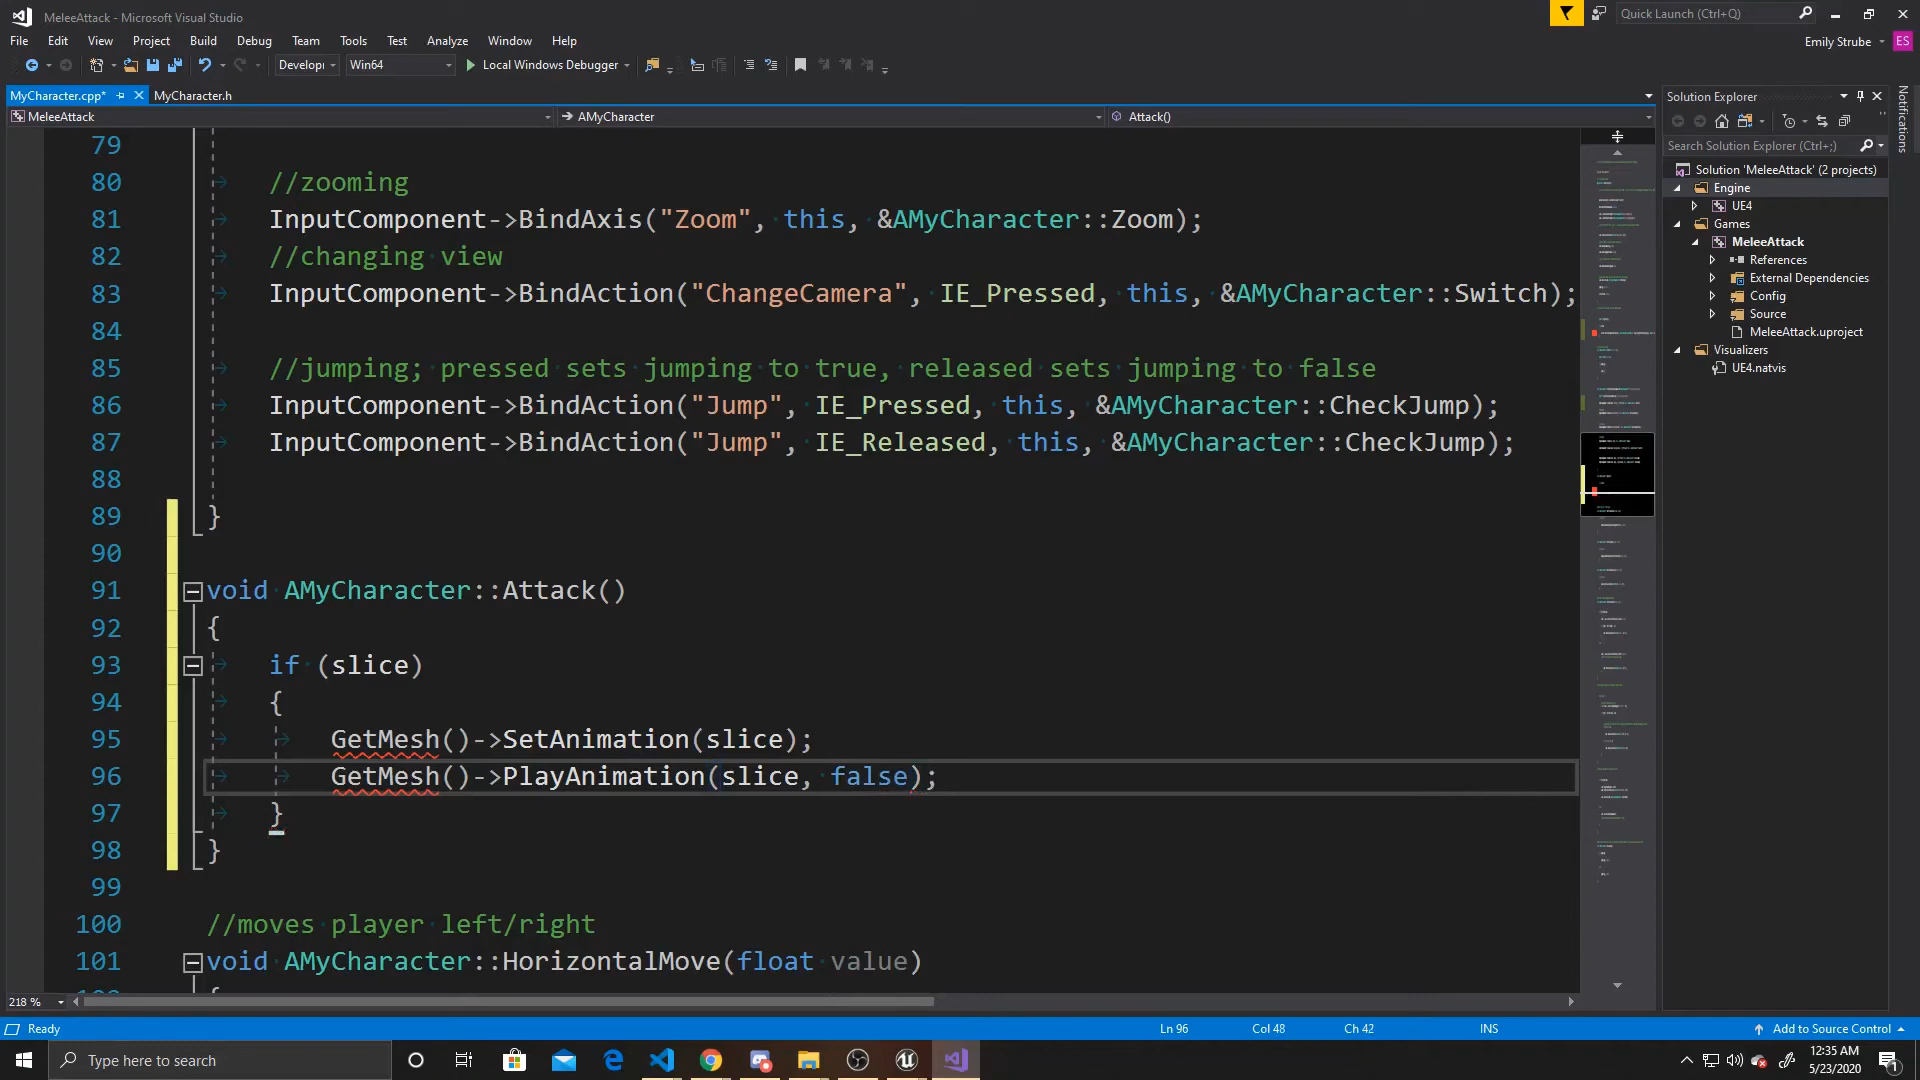 MeleeAttack - Microsoft Visual Studio
Quick Launch (Ctrl+Q)
File Edit View Project Build Debug Team Tools Test Analyze Window Help
Emily Strube ES
Develop Win64 Local Windows Debugger
MyCharacter.cpp* MyCharacter.h
MeleeAttack AMyCharacter Attack()
79
80 //zooming
81 InputComponent->BindAxis("Zoom", this, &AMyCharacter::Zoom);
82 //changing view
83 InputComponent->BindAction("ChangeCamera", IE_Pressed, this, &AMyCharacter::Switch);
84
85 //jumping; pressed sets jumping to true, released sets jumping to false
86 InputComponent->BindAction("Jump", IE_Pressed, this, &AMyCharacter::CheckJump);
87 InputComponent->BindAction("Jump", IE_Released, this, &AMyCharacter::CheckJump);
88
89 }
90
91 void AMyCharacter::Attack()
92 {
93 if (slice)
94 {
95 GetMesh()->SetAnimation(slice);
96 GetMesh()->PlayAnimation(slice, false);
97 }
98 }
99
100 //moves player left/right
101 void AMyCharacter::HorizontalMove(float value)
218 %
Solution Explorer
Search Solution Explorer (Ctrl+;)
Solution 'MeleeAttack' (2 projects)
Engine
UE4
Games
MeleeAttack
References
External Dependencies
Config
Source
MeleeAttack.uproject
Visualizers
UE4.natvis
Notifications
Ready Ln 96 Col 48 Ch 42 INS Add to Source Control
Type here to search
12:35 AM
5/23/2020
1